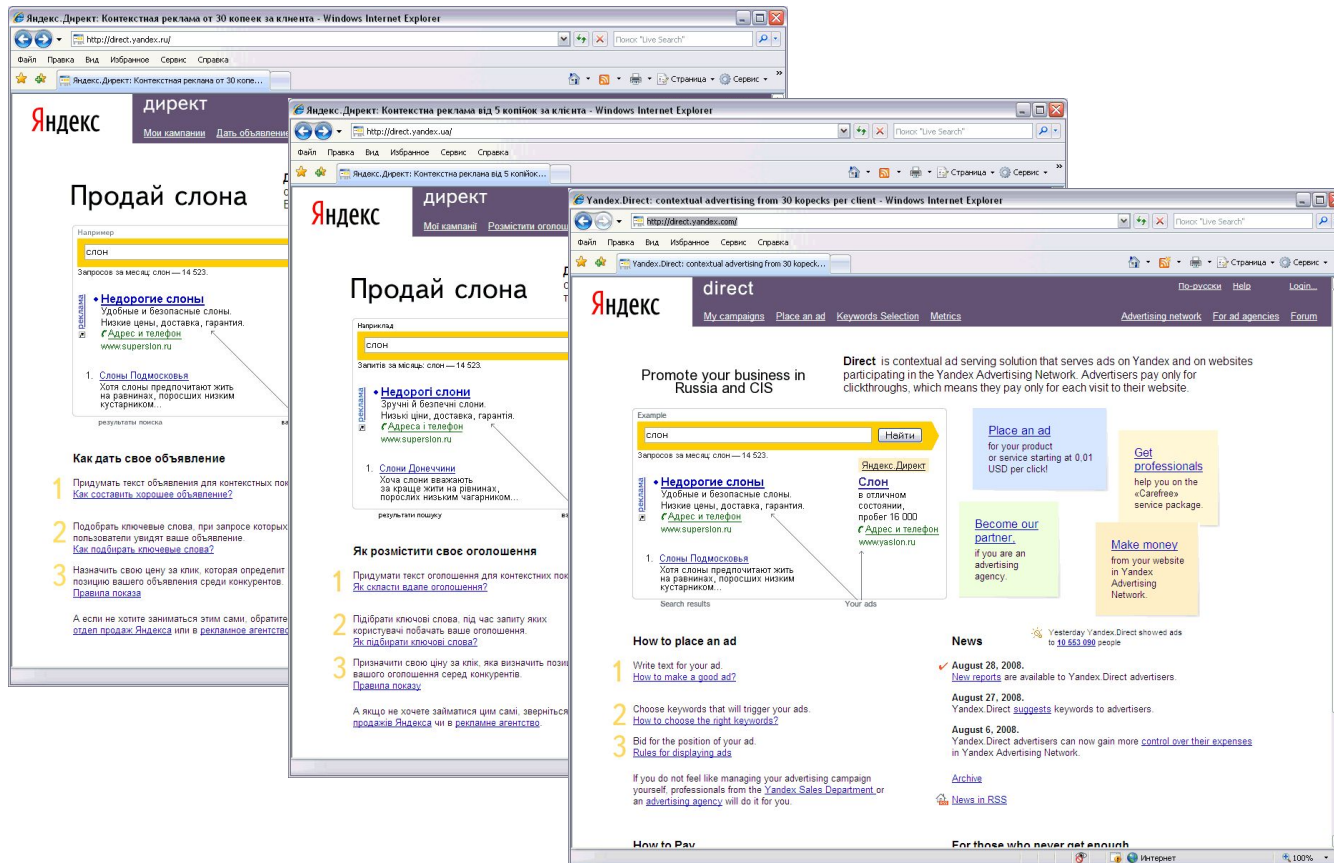 Яндекс.Директ: Контекстная реклама от 30 копеек за клиента - Windows Internet Explorer
http://direct.yandex.ru/
Поиск "Live Search"
Файл Правка Вид Избранное Сервис Справка
Яндекс.Директ: Контекстная реклама от 30 копе...
Страница Сервис »
Яндекс
директ
Мои кампании Дать объявление
Продай слона
Например
слон
Запросов за месяц: слон — 14 523.
реклама
Недорогие слоны
Удобные и безопасные слоны.
Низкие цены, доставка, гарантия.
Адрес и телефон
www.superslon.ru
1. Слоны Подмосковья
Хотя слоны предпочитают жить
на равнинах, поросших низким
кустарником...
результаты поиска
Как дать свое объявление
1 Придумать текст объявления для контекстных
Как составить хорошее объявление?
2 Подобрать ключевые слова, при запросе которых
пользователи увидят ваше объявление.
Как подбирать ключевые слова?
3 Назначить свою цену за клик, которая определит
позицию вашего объявления среди конкурентов.
Правила показа
А если не хотите заниматься этим сами, обратите
отдел продаж Яндекса или в рекламное агентство
Яндекс.Директ: Контекстна реклама від 5 копійок за клієнта - Windows Internet Explorer
http://direct.yandex.ua/
Поиск "Live Search"
Файл Правка Вид Избранное Сервис Справка
Яндекс.Директ: Контекстна реклама від 5 копійок...
Страница Сервис »
Яндекс
директ
Мої кампанії Розмістити оголош
Продай слона
Наприклад
слон
Запитів за місяць: слон — 14 523.
реклама
Недорогі слони
Зручні й безпечні слони.
Низькі ціни, доставка, гарантія.
Адреса і телефон
www.superslon.ru
1. Слони Донеччини
Хоча слони вважають
за краще жити на рівнинах,
порослих низьким чагарником...
результати пошуку
Як розмістити своє оголошення
1 Придумати текст оголошення для контекстних пок
Як скласти вдале оголошення?
2 Підібрати ключові слова, під час запиту яких
користувачі побачать ваше оголошення.
Як підбирати ключові слова?
3 Призначити свою ціну за клік, яка визначить пози
вашого оголошення серед конкурентів.
Правила показу
А якщо не хочете займатися цим самі, зверніться
продажів Яндекса чи в рекламне агентство.
Yandex.Direct: contextual advertising from 30 kopecks per client - Windows Internet Explorer
http://direct.yandex.com/
Поиск "Live Search"
Файл Правка Вид Избранное Сервис Справка
Yandex.Direct: contextual advertising from 30 kopeck...
Страница Сервис
Яндекс
direct
По-русски Help Login...
My campaigns Place an ad Keywords Selection Metrics
Advertising network For ad agencies Forum
Promote your business in
Russia and CIS
Direct is contextual ad serving solution that serves ads on Yandex and on websites
participating in the Yandex Advertising Network. Advertisers pay only for
clickthroughs, which means they pay only for each visit to their website.
Example
слон
Найти
Запросов за месяц: слон — 14 523.
реклама
Недорогие слоны
Удобные и безопасные слоны.
Низкие цены, доставка, гарантия.
Адрес и телефон
www.superslon.ru
1. Слоны Подмосковья
Хотя слоны предпочитают жить
на равнинах, поросших низким
кустарником...
Яндекс.Директ
Слон
в отличном
состоянии,
пробег 16 000
Адрес и телефон
www.yaslon.ru
Search results
Your ads
Place an ad
for your product
or service starting at 0,01
USD per click!
Get
professionals
help you on the
«Carefree»
service package.
Become our
partner,
if you are an
advertising
agency.
Make money
from your website
in Yandex
Advertising
Network.
How to place an ad
1 Write text for your ad.
How to make a good ad?
2 Choose keywords that will trigger your ads.
How to choose the right keywords?
3 Bid for the position of your ad.
Rules for displaying ads
If you do not feel like managing your advertising campaign
yourself, professionals from the Yandex Sales Department or
an advertising agency will do it for you.
How to Pay
News
Yesterday Yandex.Direct showed ads
to 10 553 090 people
August 28, 2008.
New reports are available to Yandex.Direct advertisers.
August 27, 2008.
Yandex.Direct suggests keywords to advertisers.
August 6, 2008.
Yandex.Direct advertisers can now gain more control over their expenses
in Yandex Advertising Network.
Archive
News in RSS
For those who never get enough
Интернет
100%